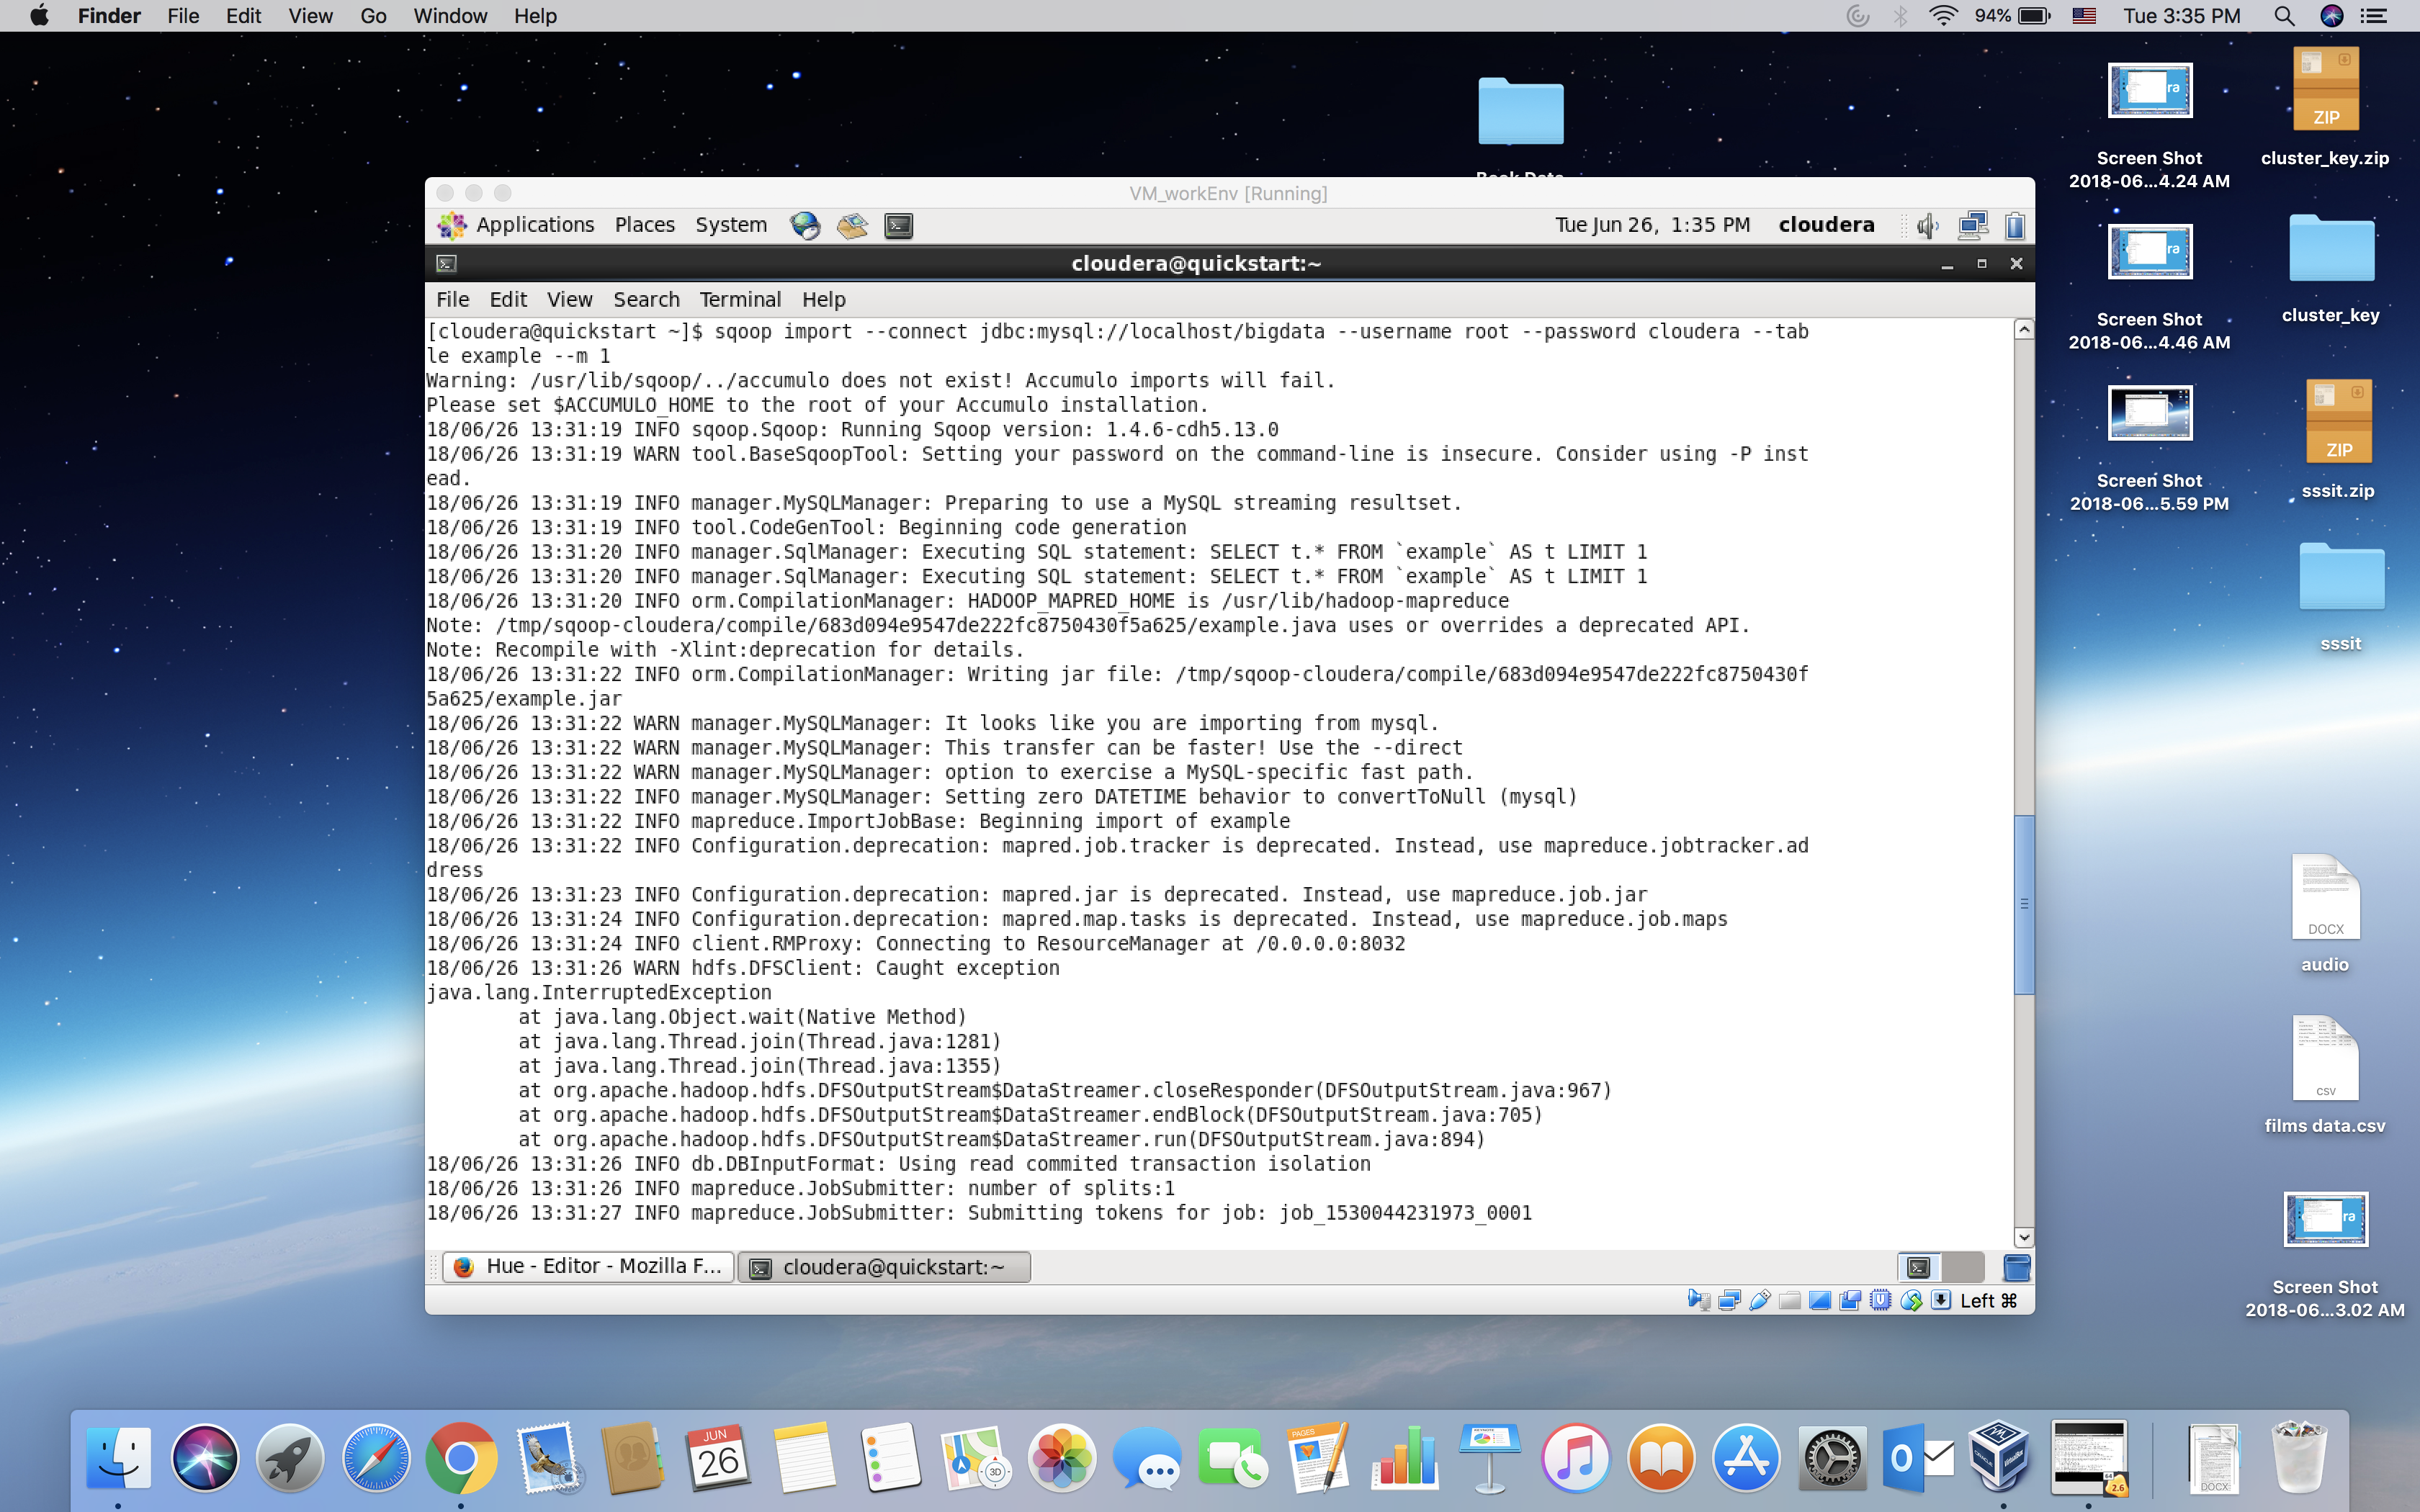 Finder File Edit View Go Window Help 94% Tue 3:35 PM
Book Data
Screen Shot
2018-06...4.24 AM
cluster_key.zip
ZIP
VM_workEnv [Running]
Applications Places System Tue Jun 26, 1:35 PM cloudera
cloudera@quickstart:~
File Edit View Search Terminal Help
[cloudera@quickstart ~]$ sqoop import --connect jdbc:mysql://localhost/bigdata --username root --password cloudera --tab
le example --m 1
Warning: /usr/lib/sqoop/../accumulo does not exist! Accumulo imports will fail.
Please set $ACCUMULO_HOME to the root of your Accumulo installation.
18/06/26 13:31:19 INFO sqoop.Sqoop: Running Sqoop version: 1.4.6-cdh5.13.0
18/06/26 13:31:19 WARN tool.BaseSqoopTool: Setting your password on the command-line is insecure. Consider using -P inst
ead.
18/06/26 13:31:19 INFO manager.MySQLManager: Preparing to use a MySQL streaming resultset.
18/06/26 13:31:19 INFO tool.CodeGenTool: Beginning code generation
18/06/26 13:31:20 INFO manager.SqlManager: Executing SQL statement: SELECT t.* FROM `example` AS t LIMIT 1
18/06/26 13:31:20 INFO manager.SqlManager: Executing SQL statement: SELECT t.* FROM `example` AS t LIMIT 1
18/06/26 13:31:20 INFO orm.CompilationManager: HADOOP_MAPRED_HOME is /usr/lib/hadoop-mapreduce
Note: /tmp/sqoop-cloudera/compile/683d094e9547de222fc8750430f5a625/example.java uses or overrides a deprecated API.
Note: Recompile with -Xlint:deprecation for details.
18/06/26 13:31:22 INFO orm.CompilationManager: Writing jar file: /tmp/sqoop-cloudera/compile/683d094e9547de222fc8750430f
5a625/example.jar
18/06/26 13:31:22 WARN manager.MySQLManager: It looks like you are importing from mysql.
18/06/26 13:31:22 WARN manager.MySQLManager: This transfer can be faster! Use the --direct
18/06/26 13:31:22 WARN manager.MySQLManager: option to exercise a MySQL-specific fast path.
18/06/26 13:31:22 INFO manager.MySQLManager: Setting zero DATETIME behavior to convertToNull (mysql)
18/06/26 13:31:22 INFO mapreduce.ImportJobBase: Beginning import of example
18/06/26 13:31:22 INFO Configuration.deprecation: mapred.job.tracker is deprecated. Instead, use mapreduce.jobtracker.ad
dress
18/06/26 13:31:23 INFO Configuration.deprecation: mapred.jar is deprecated. Instead, use mapreduce.job.jar
18/06/26 13:31:24 INFO Configuration.deprecation: mapred.map.tasks is deprecated. Instead, use mapreduce.job.maps
18/06/26 13:31:24 INFO client.RMProxy: Connecting to ResourceManager at /0.0.0.0:8032
18/06/26 13:31:26 WARN hdfs.DFSClient: Caught exception
java.lang.InterruptedException
at java.lang.Object.wait(Native Method)
at java.lang.Thread.join(Thread.java:1281)
at java.lang.Thread.join(Thread.java:1355)
at org.apache.hadoop.hdfs.DFSOutputStream$DataStreamer.closeResponder(DFSOutputStream.java:967)
at org.apache.hadoop.hdfs.DFSOutputStream$DataStreamer.endBlock(DFSOutputStream.java:705)
at org.apache.hadoop.hdfs.DFSOutputStream$DataStreamer.run(DFSOutputStream.java:894)
18/06/26 13:31:26 INFO db.DBInputFormat: Using read commited transaction isolation
18/06/26 13:31:26 INFO mapreduce.JobSubmitter: number of splits:1
18/06/26 13:31:27 INFO mapreduce.JobSubmitter: Submitting tokens for job: job_1530044231973_0001
Hue - Editor - Mozilla F... cloudera@quickstart:~
Left ⌘
Screen Shot
2018-06...4.46 AM
cluster_key
Screen Shot
2018-06...5.59 PM
ZIP
sssit.zip
sssit
DOCX
audio
CSV
films data.csv
ra
Screen Shot
2018-06...3.02 AM
JUN
26
3D
PAGES
2.6
DOCX